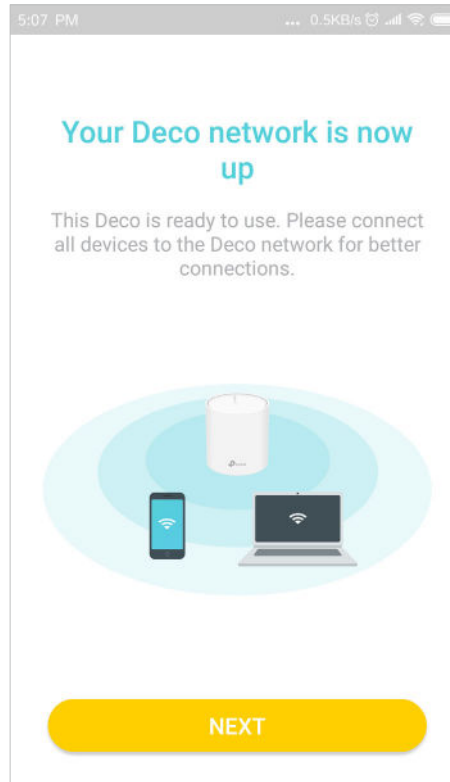 5:07 PM ... 0.5KB/s
Your Deco network is now
up
This Deco is ready to use. Please connect
all devices to the Deco network for better
connections.
NEXT